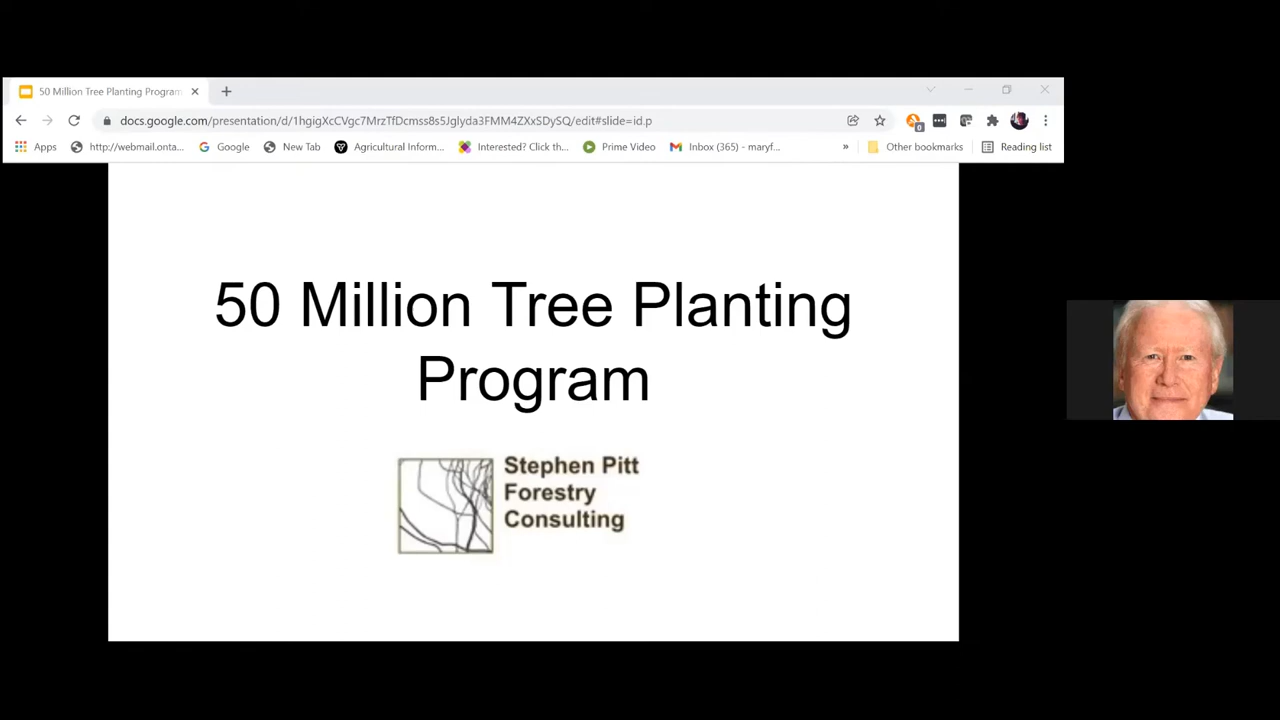 50 Million Tree Planting Program
docs.google.com/presentation/d/1hgigXcCVgc7MrzTfDcmss8s5Jglyda3FMM4ZXxSDySQ/edit#slide=id.p
0
Apps
http://webmail.onta...
Google
New Tab
Agricultural Inform...
Interested? Click th...
Prime Video
Inbox (365) - maryf...
»
Other bookmarks
Reading list
50 Million Tree Planting
Program
Stephen Pitt
Forestry
Consulting